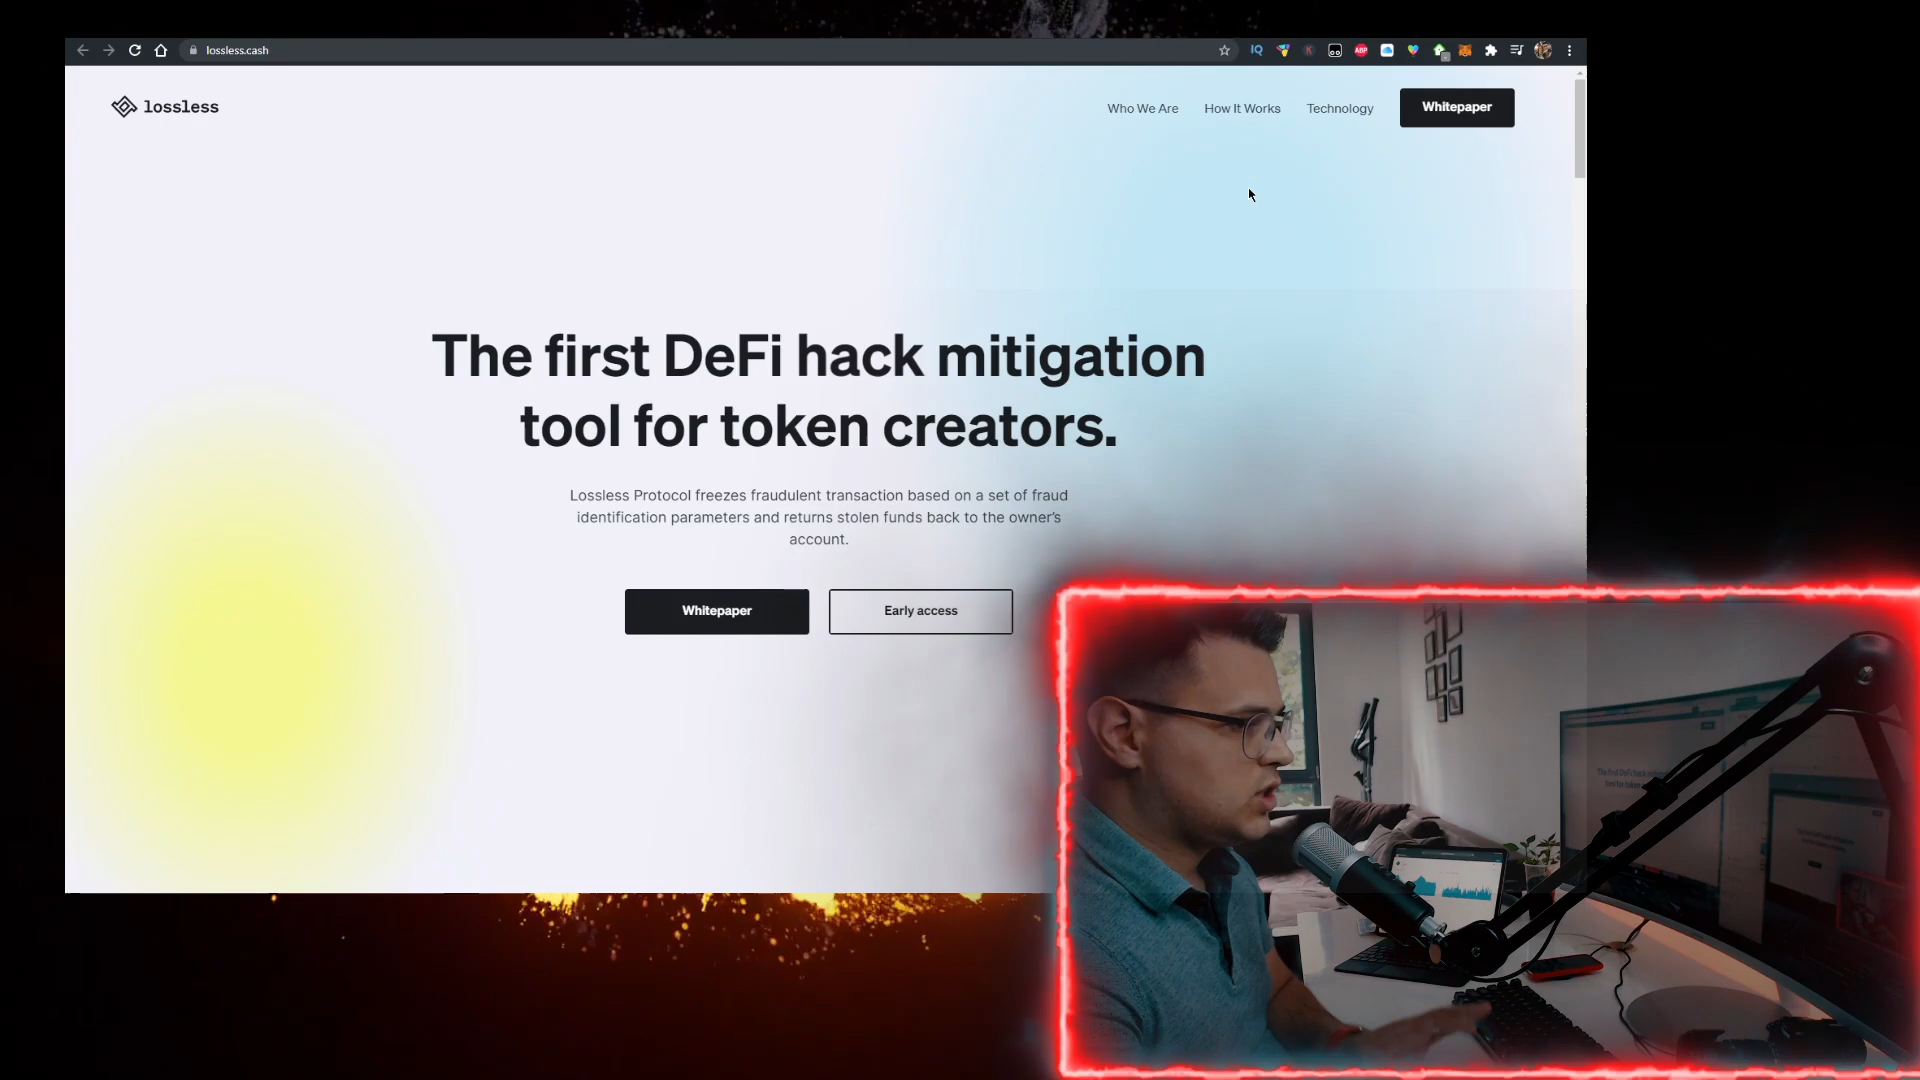 lossless.cash
IQ
K
ABP
lossless
Who We Are
How It Works
Technology
Whitepaper
The first DeFi hack mitigation
tool for token creators.
Lossless Protocol freezes fraudulent transaction based on a set of fraud
identification parameters and returns stolen funds back to the owner's
account.
Whitepaper
Early access